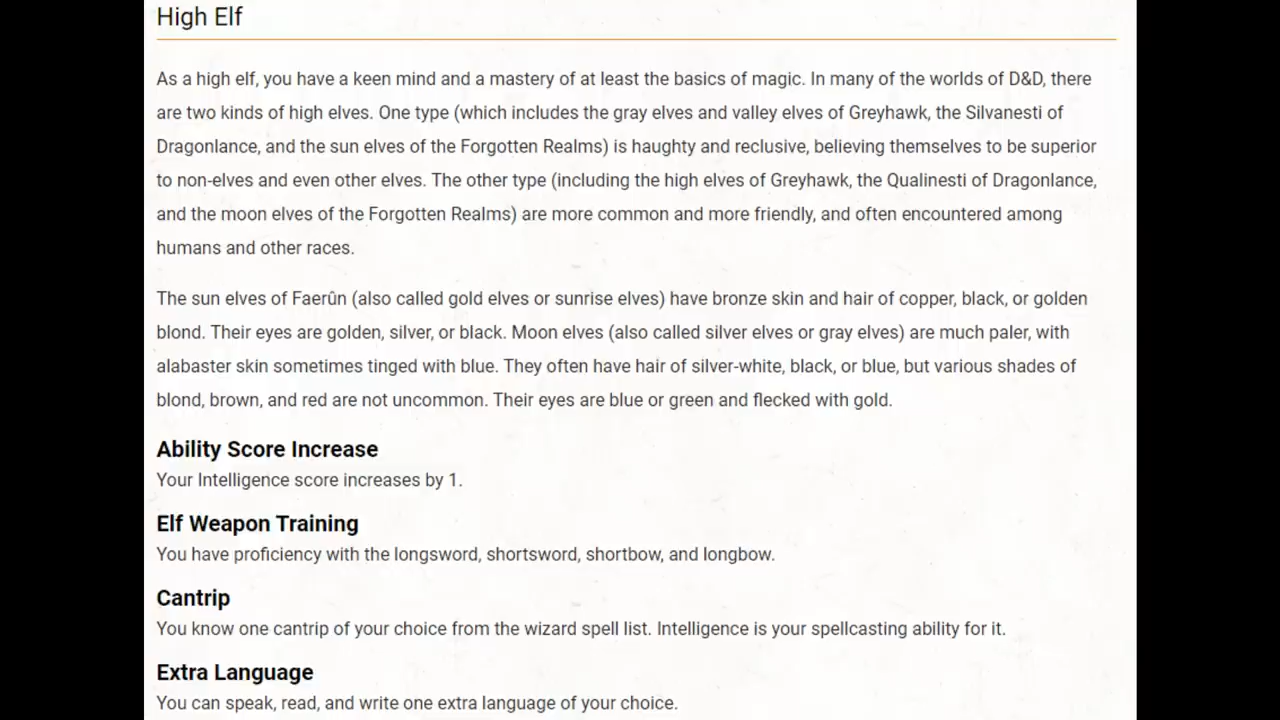 High Elf
As a high elf, you have a keen mind and a mastery of at least the basics of magic. In many of the worlds of D&D, there
are two kinds of high elves. One type (which includes the gray elves and valley elves of Greyhawk, the Silvanesti of
Dragonlance, and the sun elves of the Forgotten Realms) is haughty and reclusive, believing themselves to be superior
to non-elves and even other elves. The other type (including the high elves of Greyhawk, the Qualinesti of Dragonlance,
and the moon elves of the Forgotten Realms) are more common and more friendly, and often encountered among
humans and other races.
The sun elves of Faerûn (also called gold elves or sunrise elves) have bronze skin and hair of copper, black, or golden
blond. Their eyes are golden, silver, or black. Moon elves (also called silver elves or gray elves) are much paler, with
alabaster skin sometimes tinged with blue. They often have hair of silver-white, black, or blue, but various shades of
blond, brown, and red are not uncommon. Their eyes are blue or green and flecked with gold.
Ability Score Increase
Your Intelligence score increases by 1.
Elf Weapon Training
You have proficiency with the longsword, shortsword, shortbow, and longbow.
Cantrip
You know one cantrip of your choice from the wizard spell list. Intelligence is your spellcasting ability for it.
Extra Language
You can speak, read, and write one extra language of your choice.